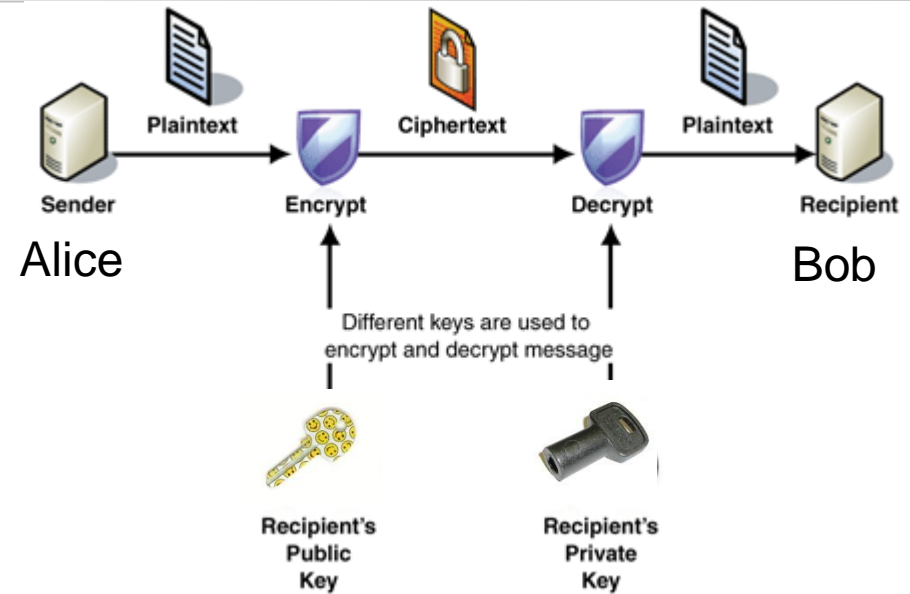 Plaintext
Ciphertext
Plaintext
Sender
Encrypt
Decrypt
Recipient
Alice
Bob
Different keys are used to
encrypt and decrypt message
Recipient's
Public
Key
Recipient's
Private
Key